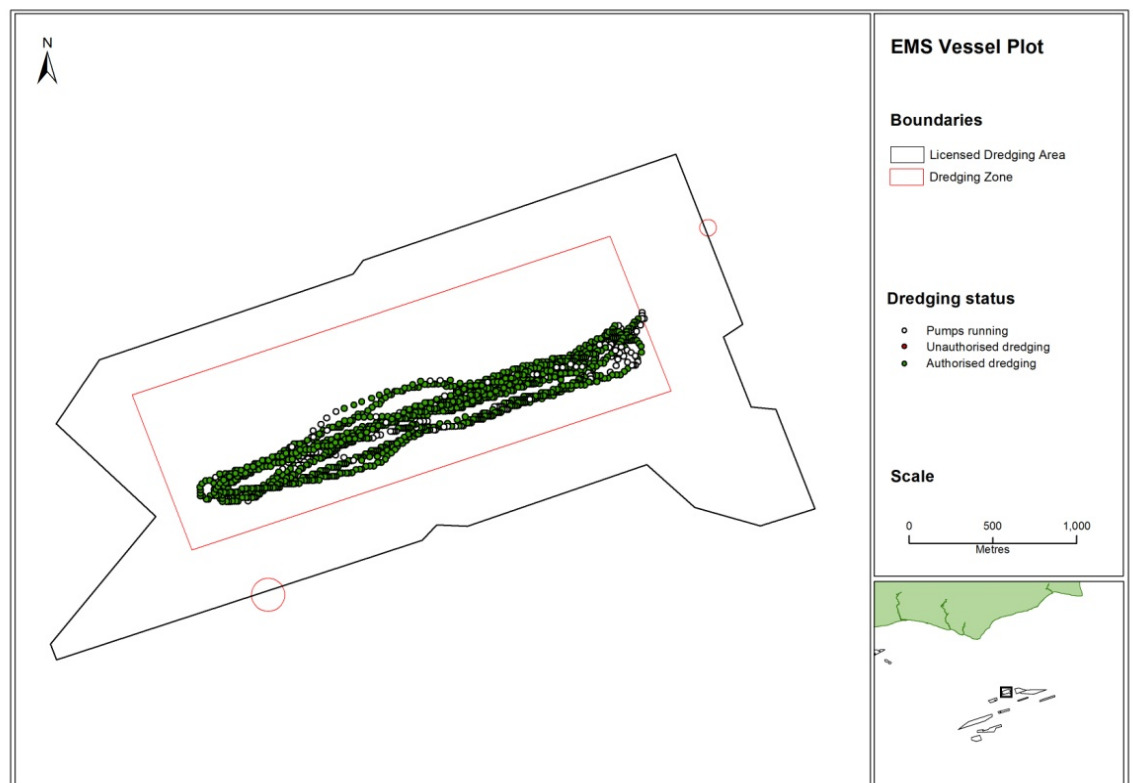 N
EMS Vessel Plot
Boundaries
Licensed Dredging Area
Dredging Zone
Dredging status
Pumps running
Unauthorised dredging
Authorised dredging
Scale
0 500 1,000
Metres